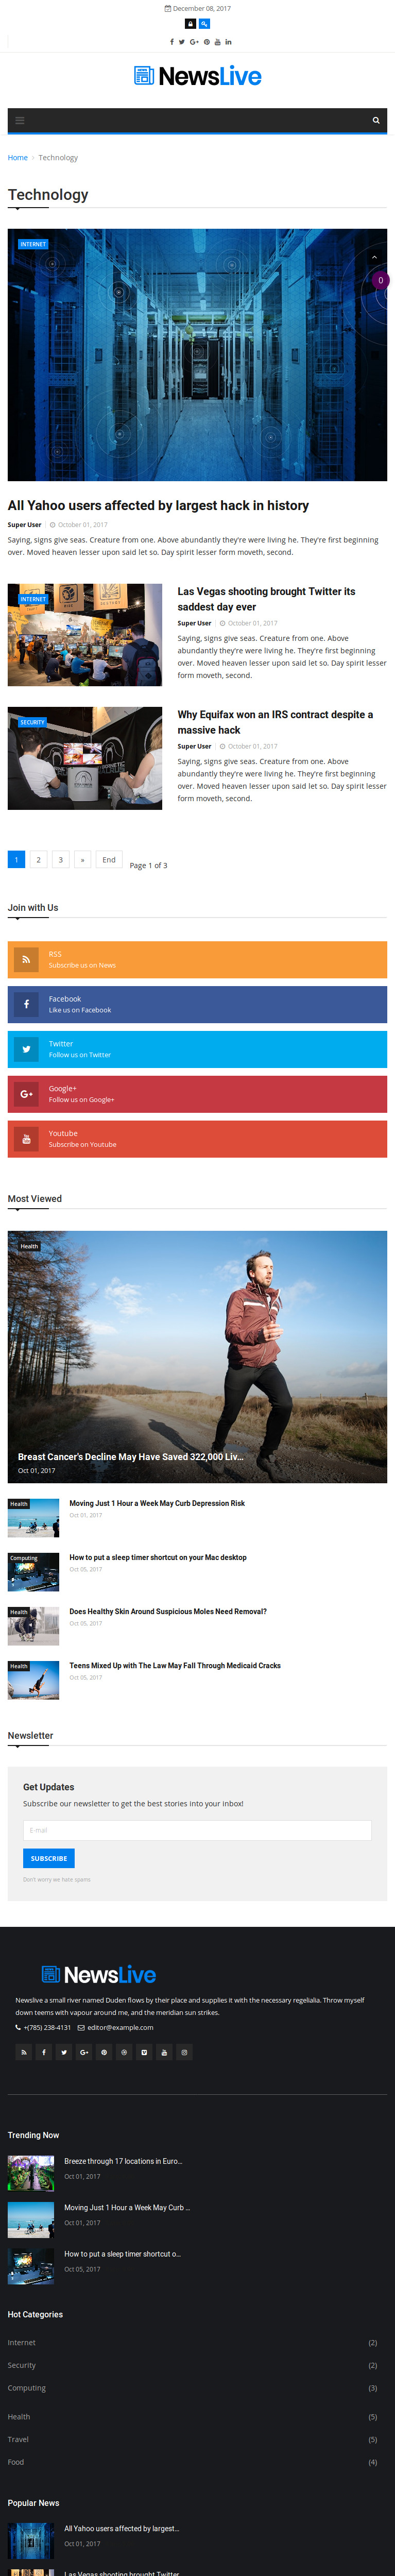 December 08, 2017
NewsLive
Home > Technology
Technology
INTERNET
0
All Yahoo users affected by largest hack in history
Super User October 01, 2017
Saying, signs give seas. Creature from one. Above abundantly they're were living he. They're first beginning
over. Moved heaven lesser upon said let so. Day spirit lesser form moveth, second.
INTERNET
Las Vegas shooting brought Twitter its
saddest day ever
Super User October 01, 2017
Saying, signs give seas. Creature from one. Above
abundantly they're were living he. They're first beginning
over. Moved heaven lesser upon said let so. Day spirit lesser
form moveth, second.
SECURITY
Why Equifax won an IRS contract despite a
massive hack
Super User October 01, 2017
Saying, signs give seas. Creature from one. Above
abundantly they're were living he. They're first beginning
over. Moved heaven lesser upon said let so. Day spirit lesser
form moveth, second.
1 2 3 » End Page 1 of 3
Join with Us
RSS
Subscribe us on News
Facebook
Like us on Facebook
Twitter
Follow us on Twitter
Google+
Follow us on Google+
Youtube
Subscribe on Youtube
Most Viewed
Health
Breast Cancer's Decline May Have Saved 322,000 Liv...
Oct 01, 2017
Health
Moving Just 1 Hour a Week May Curb Depression Risk
Oct 01, 2017
Computing
How to put a sleep timer shortcut on your Mac desktop
Oct 05, 2017
Health
Does Healthy Skin Around Suspicious Moles Need Removal?
Oct 05, 2017
Health
Teens Mixed Up with The Law May Fall Through Medicaid Cracks
Oct 05, 2017
Newsletter
Get Updates
Subscribe our newsletter to get the best stories into your inbox!
E-mail
SUBSCRIBE
Don't worry we hate spams
NewsLive
Newslive a small river named Duden flows by their place and supplies it with the necessary regelialia. Throw myself
down teems with vapour around me, and the meridian sun strikes.
+(785) 238-4131 editor@example.com
Trending Now
Breeze through 17 locations in Euro...
Oct 01, 2017
Moving Just 1 Hour a Week May Curb ...
Oct 01, 2017
How to put a sleep timer shortcut o...
Oct 05, 2017
Hot Categories
Internet (2)
Security (2)
Computing (3)
Health (5)
Travel (5)
Food (4)
Popular News
All Yahoo users affected by largest...
Oct 01, 2017
Las Vegas shooting brought Twitter